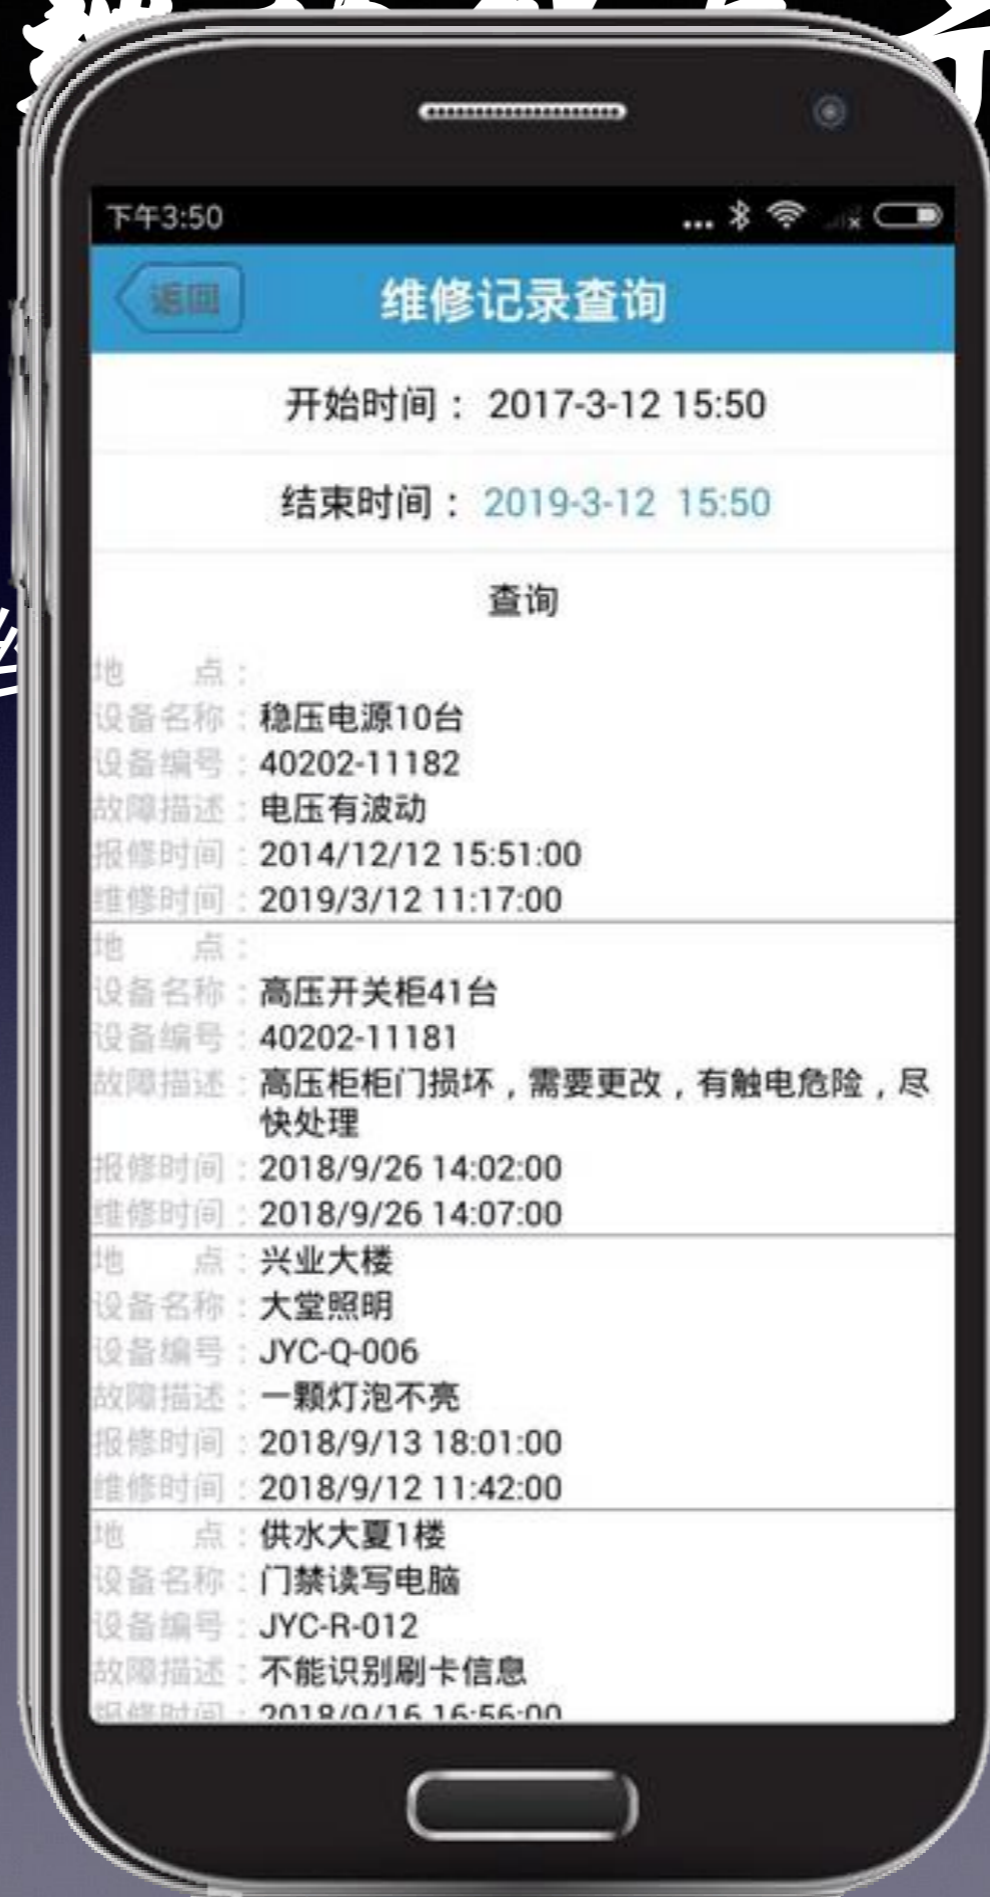 下午3:50
返回
维修记录查询
开始时间： 2017-3-12 15:50
结束时间： 2019-3-12 15:50
查询
地 点：
设备名称：稳压电源10台
设备编号：40202-11182
故障描述：电压有波动
报修时间：2014/12/12 15:51:00
维修时间：2019/3/12 11:17:00
地 点：
设备名称：高压开关柜41台
设备编号：40202-11181
故障描述：高压柜柜门损坏，需要更改，有触电危险，尽
快处理
报修时间：2018/9/26 14:02:00
维修时间：2018/9/26 14:07:00
地 点：兴业大楼
设备名称：大堂照明
设备编号：JYC-Q-006
故障描述：一颗灯泡不亮
报修时间：2018/9/13 18:01:00
维修时间：2018/9/12 11:42:00
地 点：供水大夏1楼
设备名称：门禁读写电脑
设备编号：JYC-R-012
故障描述：不能识别刷卡信息
报修时间：2018/9/16 16:56:00